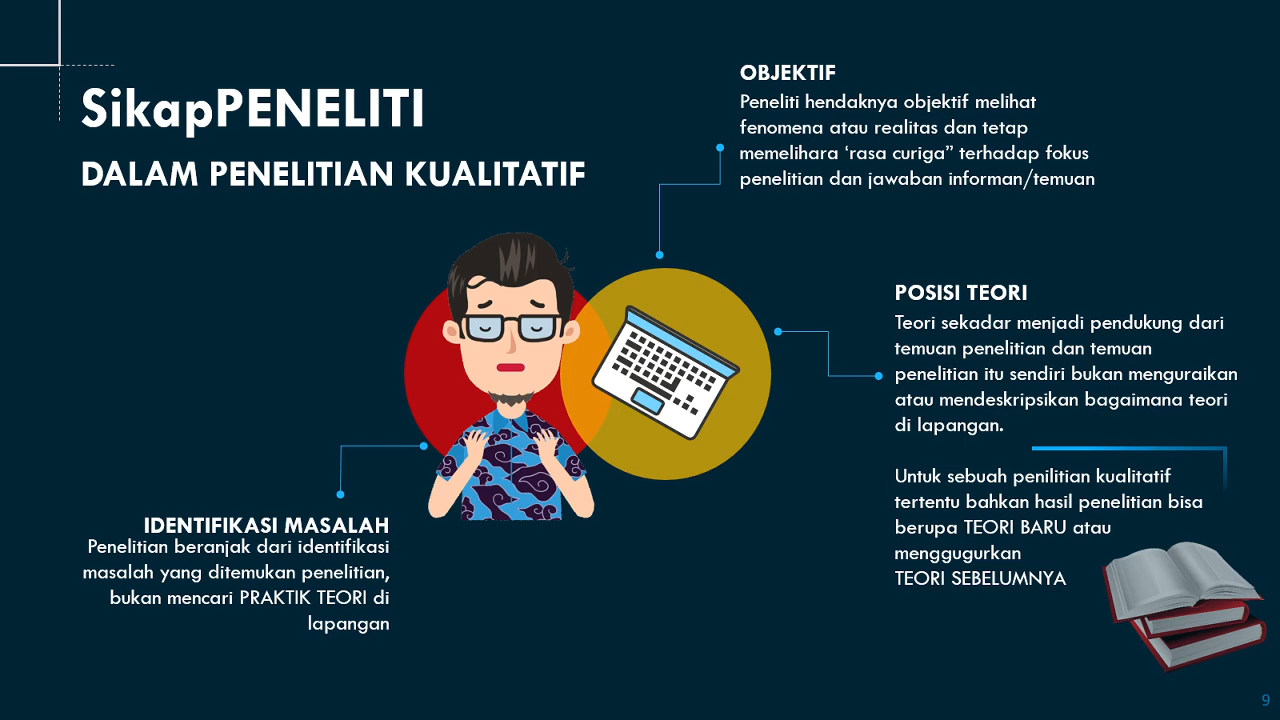 SikapPENELITI
DALAM PENELITIAN KUALITATIF
OBJEKTIF
Peneliti hendaknya objektif melihat
fenomena atau realitas dan tetap
memelihara ‘rasa curiga” terhadap fokus
penelitian dan jawaban informan/temuan
POSISI TEORI
Teori sekadar menjadi pendukung dari
temuan penelitian dan temuan
penelitian itu sendiri bukan menguraikan
atau mendeskripsikan bagaimana teori
di lapangan.
Untuk sebuah penilitian kualitatif
tertentu bahkan hasil penelitian bisa
berupa TEORI BARU atau
menggugurkan
TEORI SEBELUMNYA
IDENTIFIKASI MASALAH
Penelitian beranjak dari identifikasi
masalah yang ditemukan penelitian,
bukan mencari PRAKTIK TEORI di
lapangan
9